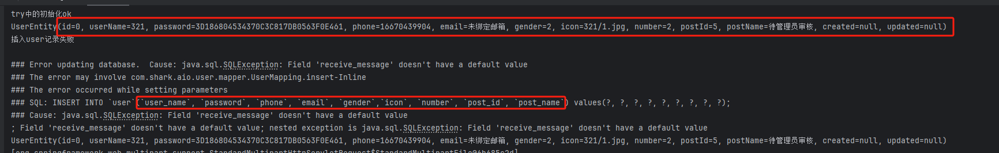 try中的初始化ok
UserEntity(id=0, userName=321, password=3D186804534370C3C817DB0563F0E461, phone=16670439904, email=未绑定邮箱, gender=2, icon=321/1.jpg, number=2, postId=5, postName=待管理员审核, created=null, updated=null)
插入user记录失败
### Error updating database.  Cause: java.sql.SQLException: Field 'receive_message' doesn't have a default value
### The error may involve com.shark.aio.user.mapper.UserMapping.insert-Inline
### The error occurred while setting parameters
### SQL: INSERT INTO `user`(`user_name`, `password`, `phone`, `email`, `gender`,`icon`, `number`, `post_id`, `post_name`) values(?, ?, ?, ?, ?, ?, ?, ?, ?);
### Cause: java.sql.SQLException: Field 'receive_message' doesn't have a default value
; Field 'receive_message' doesn't have a default value; nested exception is java.sql.SQLException: Field 'receive_message' doesn't have a default value
UserEntity(id=0, userName=321, password=3D186804534370C3C817DB0563F0E461, phone=16670439904, email=未绑定邮箱, gender=2, icon=321/1.jpg, number=2, postId=5, postName=待管理员审核, created=null, updated=null)
[org.springframework.web.multipart.support.StandardMultipartHttpServletRequest$StandardMultipartFile@6b685c2d]